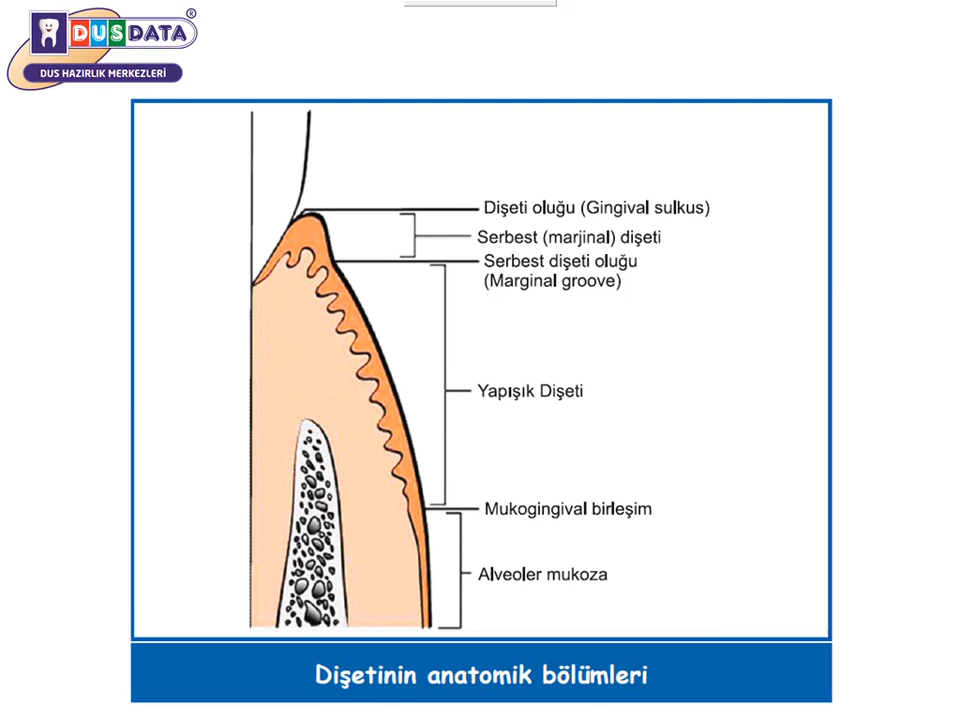 DUSDATA®
DUS HAZIRLIK MERKEZLERİ
Dişeti oluğu (Gingival sulkus)
Serbest (marjinal) dişeti
Serbest dişeti oluğu
(Marginal groove)
Yapışık Dişeti
Mukogingival birleşim
Alveoler mukoza
Dişetinin anatomik bölümleri